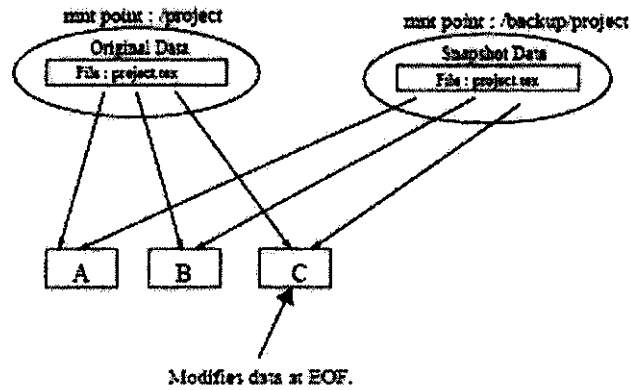 mnt point : /project
mnt point : /backup/project
Original Data
File : project.tex
Snapshot Data
File : project.tex
A
B
C
Modifies data at EOF.